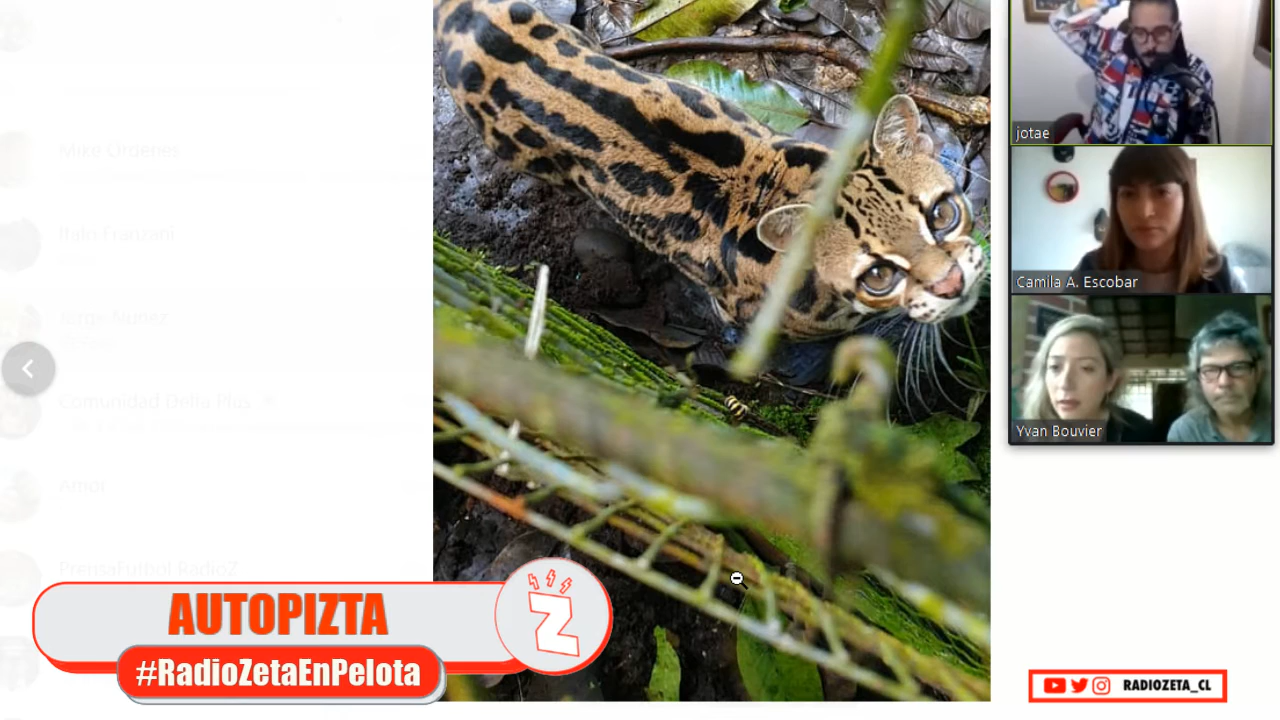 jotae
Mike Ordenes
Italo Franzani
Jorge Nuñez
Camila A. Escobar
Comunidad Delia Plus
Amor
Yvan Bouvier
PrensaFutbol RadioZ
AUTOPIZTA
Z
#RadioZetaEnPelota
RADIOZETA_CL